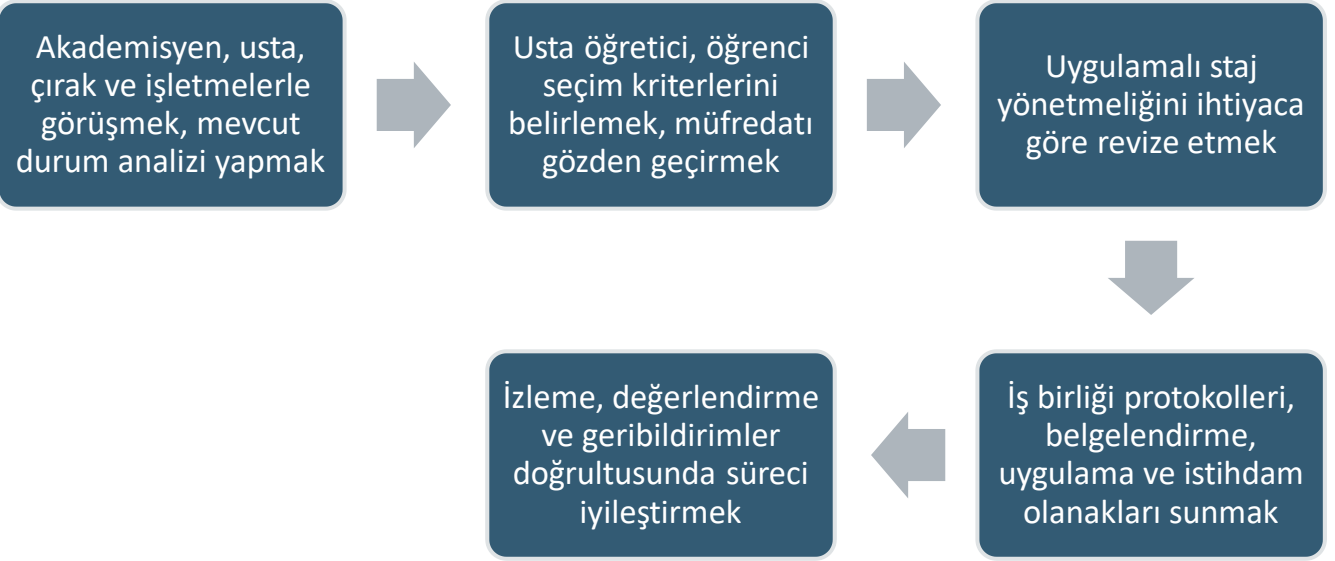 Akademisyen, usta,
çırak ve işletmelerle
görüşmek, mevcut
durum analizi yapmak
Usta öğretici, öğrenci
seçim kriterlerini
belirlemek, müfredatı
gözden geçirmek
Uygulamalı staj
yönetmeliğini ihtiyaca
göre revize etmek
İş birliği protokolleri,
belgelendirme,
uygulama ve istihdam
olanakları sunmak
İzleme, değerlendirme
ve geribildirimler
doğrultusunda süreci
iyileştirmek